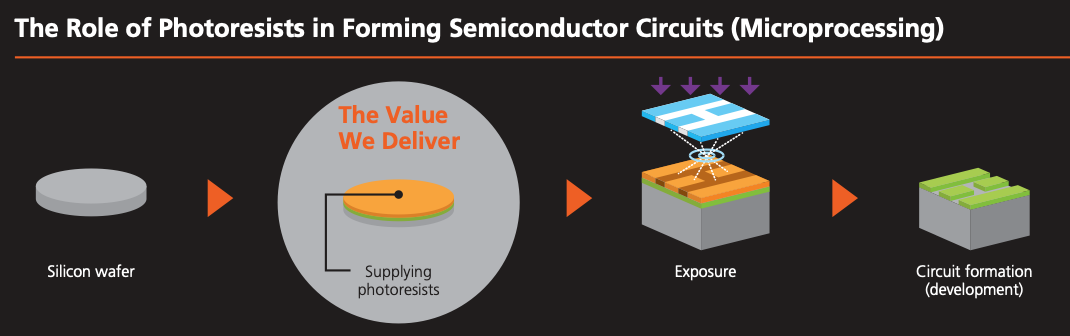 The Role of Photoresists in Forming Semiconductor Circuits (Microprocessing)
The Value
We Deliver
Silicon wafer
Supplying
photoresists
Exposure
Circuit formation
(development)